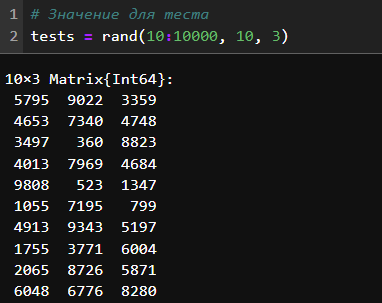 1 # Значение для теста
2 tests = rand(10:10000, 10, 3)
10×3 Matrix{Int64}:
5795 9022 3359
4653 7340 4748
3497 360 8823
4013 7969 4684
9808 523 1347
1055 7195 799
4913 9343 5197
1755 3771 6004
2065 8726 5871
6048 6776 8280